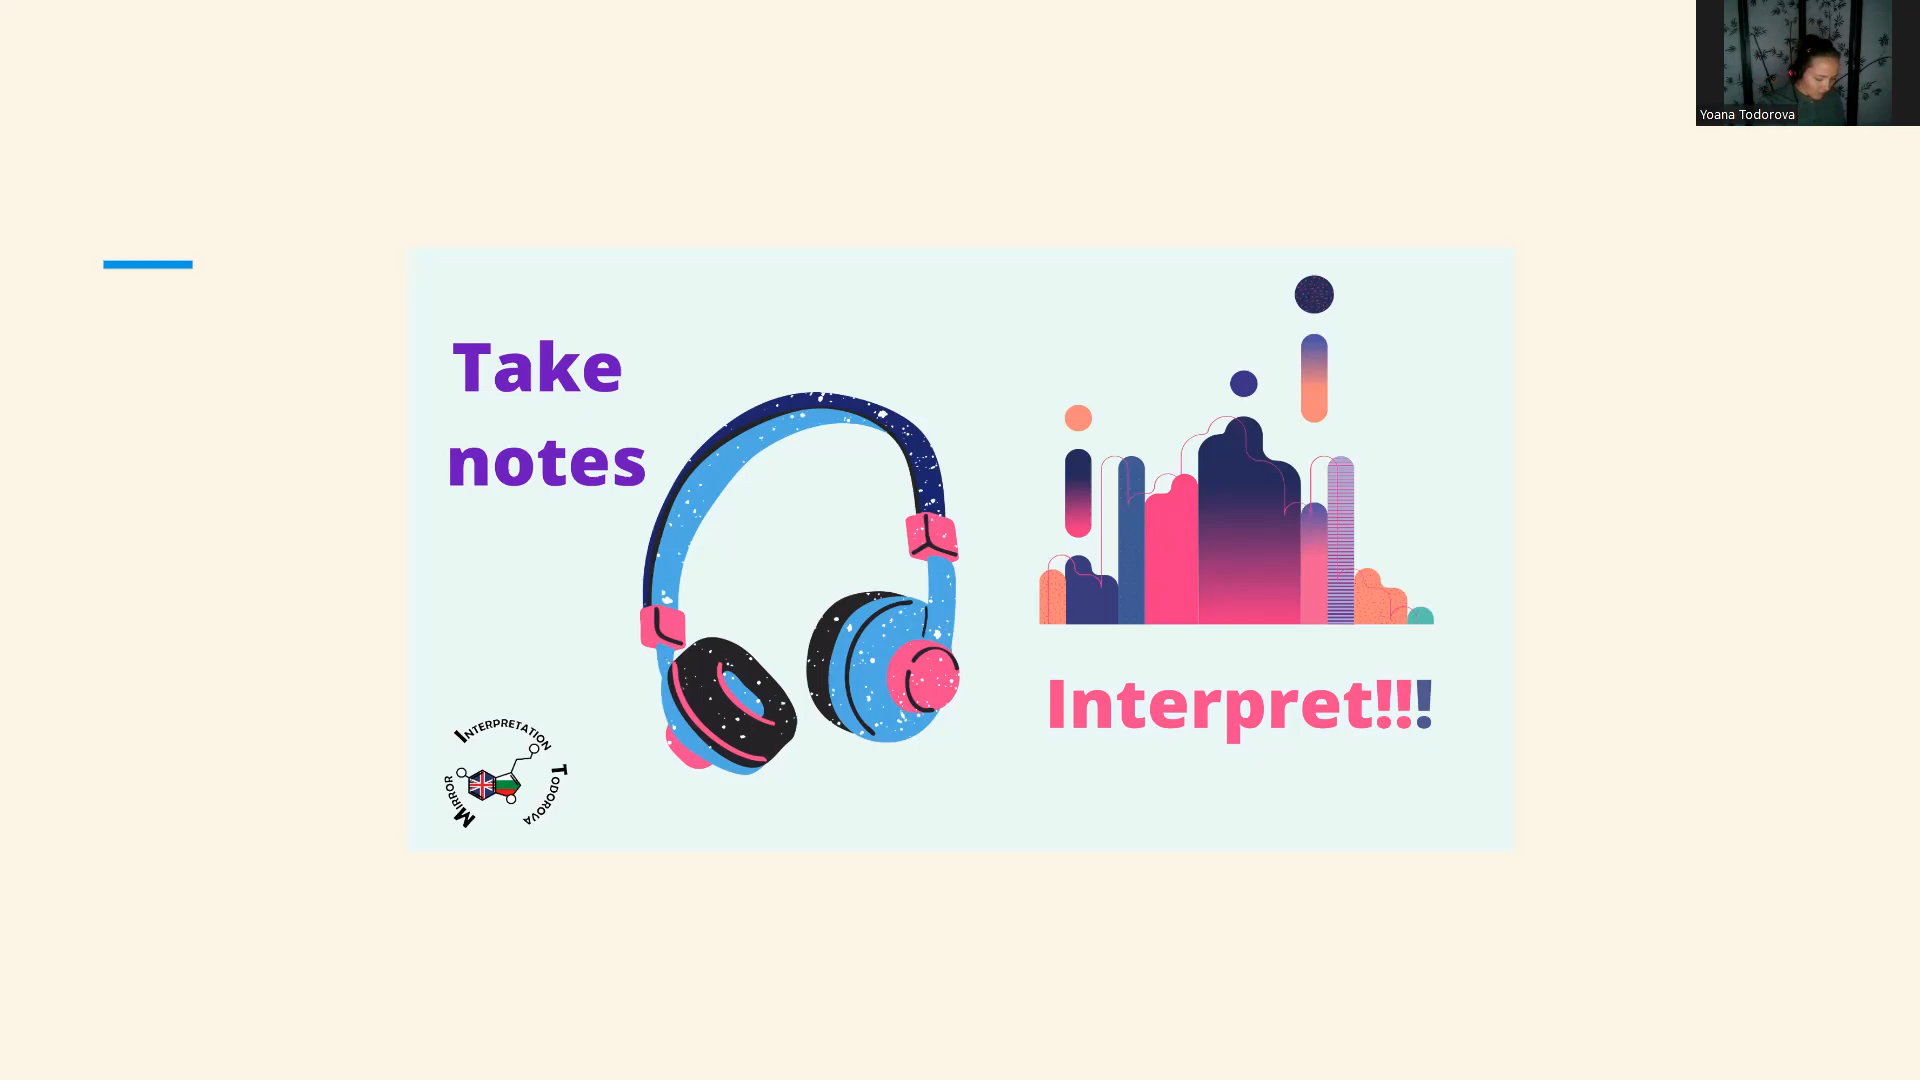 Yoana Todorova
Take
notes
Interpret!!!
INTERPRETATION
TODOROVA
MIRROR